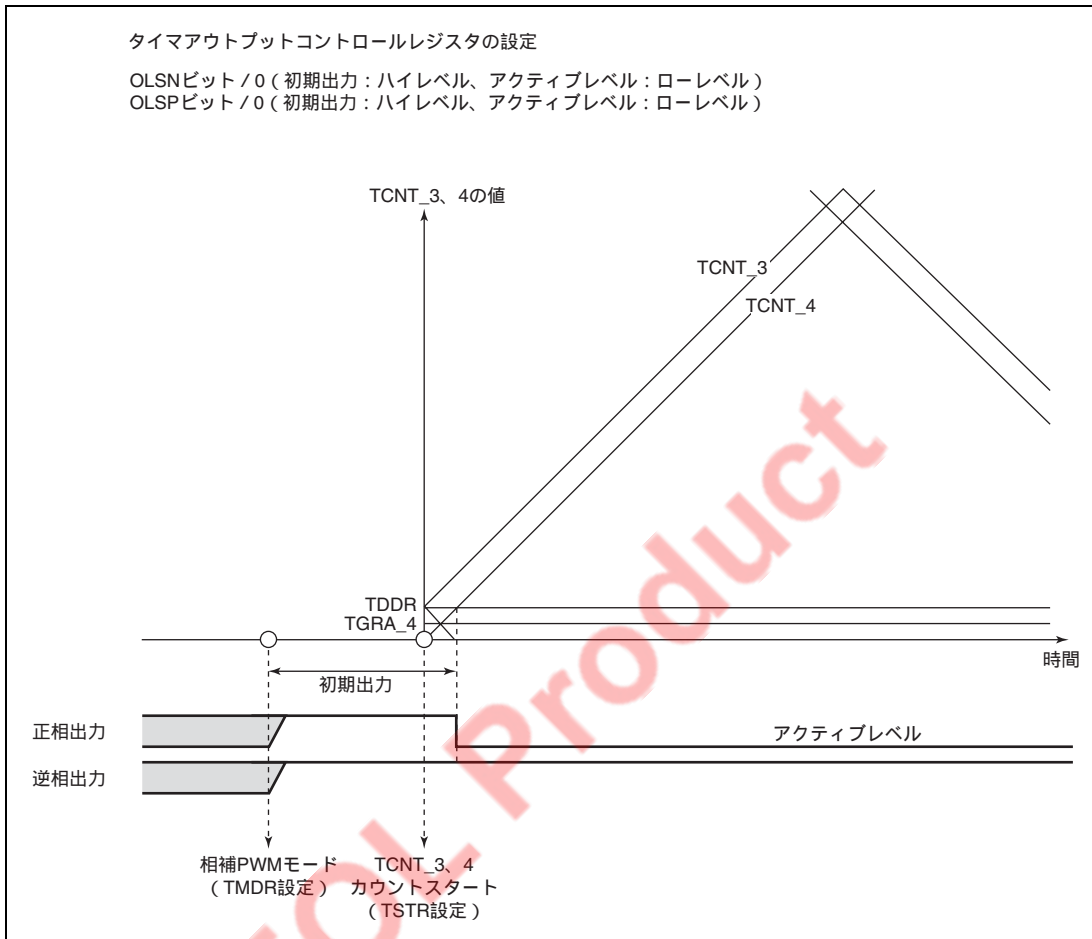 タイマアウトプットコントロールレジスタの設定
OLSNビット / 0 ( 初期出力 : ハイレベル、アクティブレベル : ローレベル )
OLSPビット / 0 ( 初期出力 : ハイレベル、アクティブレベル : ローレベル )
TCNT_3、4の値
TCNT_3
TCNT_4
TDDR
TGRA_4
時間
初期出力
正相出力
アクティブレベル
逆相出力
相補PWMモード
( TMDR設定 )
TCNT_3、4
カウントスタート
( TSTR設定 )
OL Product